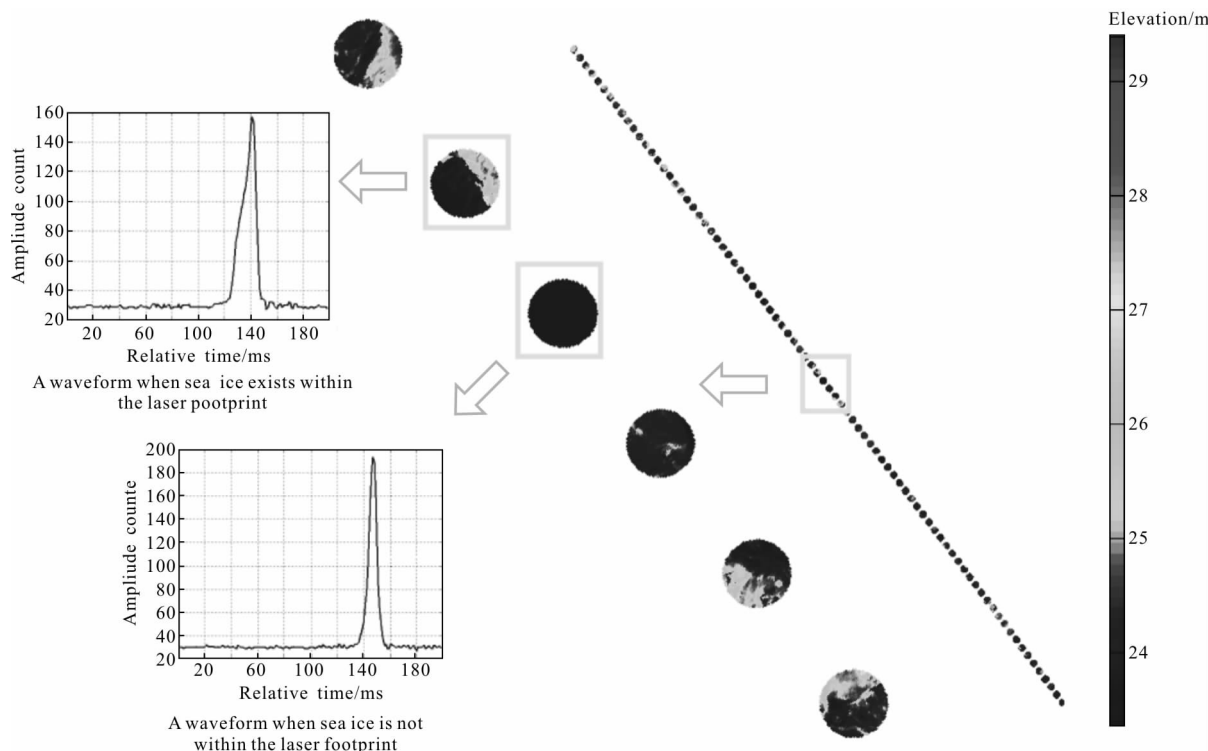 Elevation/m
29
28
27
26
25
24
160
140
120
100
80
60
40
20
Ampliude count
20 60 100 140 180
Relative time/ms
A waveform when sea ice exists within
the laser pootprint
200
180
160
140
120
100
80
60
40
20
Ampliude counte
20 60 100 140 180
Relative time/ms
A waveform when sea ice is not
within the laser footprint